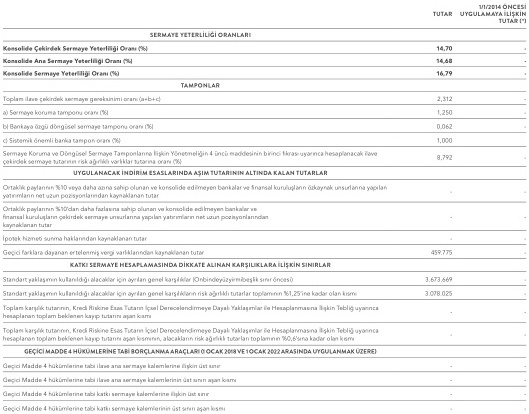 1/1/2014 ÖNCESİ
TUTAR UYGULAMAYA İLİŞKİN
TUTAR (*)
SERMAYE YETERLİLİĞİ ORANLARI
Konsolide Çekirdek Sermaye Yeterliliği Oranı (%) 14,70 -
Konsolide Ana Sermaye Yeterliliği Oranı (%) 14,68 -
Konsolide Sermaye Yeterliliği Oranı (%) 16,79 -
TAMPONLAR
Toplam ilave çekirdek sermaye gereksinimi oranı (a+b+c) 2,312 -
a) Sermaye koruma tamponu oranı (%) 1,250 -
b) Bankaya özgü döngüsel sermaye tamponu oranı (%) 0,062 -
c) Sistemik önemli banka tampon oranı (%) 1,000 -
Sermaye Koruma ve Döngüsel Sermaye Tamponlarına İlişkin Yönetmeliğin 4 üncü maddesinin birinci fıkrası uyarınca hesaplanacak ilave
çekirdek sermaye tutarının risk ağırlıklı varlıklar tutarına oranı (%) 8,792 -
UYGULANACAK İNDİRİM ESASLARINDA AŞIM TUTARININ ALTINDA KALAN TUTARLAR
Ortaklık paylarının %10 veya daha azına sahip olunan ve konsolide edilmeyen bankalar ve finansal kuruluşların özkaynak unsurlarına yapılan
yatırımların net uzun pozisyonlarından kaynaklanan tutar - -
Ortaklık paylarının %10'dan daha fazlasına sahip olunan ve konsolide edilmeyen bankalar ve
finansal kuruluşların çekirdek sermaye unsurlarına yapılan yatırımların net uzun pozisyonlarından
kaynaklanan tutar - -
İpotek hizmeti sunma haklarından kaynaklanan tutar - -
Geçici farklara dayanan ertelenmiş vergi varlıklarından kaynaklanan tutar 459.775 -
KATKI SERMAYE HESAPLAMASINDA DİKKATE ALINAN KARŞILIKLARA İLİŞKİN SINIRLAR
Standart yaklaşımın kullanıldığı alacaklar için ayrılan genel karşılıklar (Onbindeyüzyirmibeşlik sınır öncesi) 3.673.669 -
Standart yaklaşımın kullanıldığı alacaklar için ayrılan genel karşılıkların risk ağırlıklı tutarlar toplamının %1,25'ine kadar olan kısmı 3.078.025 -
Toplam karşılık tutarının, Kredi Riskine Esas Tutarın İçsel Derecelendirmeye Dayalı Yaklaşımlar ile Hesaplanmasına İlişkin Tebliğ uyarınca
hesaplanan toplam beklenen kayıp tutarını aşan kısmı - -
Toplam karşılık tutarının, Kredi Riskine Esas Tutarın İçsel Derecelendirmeye Dayalı Yaklaşımlar ile Hesaplanmasına İlişkin Tebliğ uyarınca
hesaplanan toplam beklenen kayıp tutarını aşan kısmının, alacakların risk ağırlıklı tutarları toplamının %0,6'sına kadar olan kısmı - -
GEÇİCİ MADDE 4 HÜKÜMLERİNE TABİ BORÇLANMA ARAÇLARI (1 OCAK 2018 VE 1 OCAK 2022 ARASINDA UYGULANMAK ÜZERE)
Geçici Madde 4 hükümlerine tabi ilave ana sermaye kalemlerine ilişkin üst sınır - -
Geçici Madde 4 hükümlerine tabi ilave ana sermaye kalemlerinin üst sınırı aşan kısmı - -
Geçici Madde 4 hükümlerine tabi katkı sermaye kalemlerine ilişkin üst sınır - -
Geçici Madde 4 hükümlerine tabi katkı sermaye kalemlerinin üst sınırı aşan kısmı - -